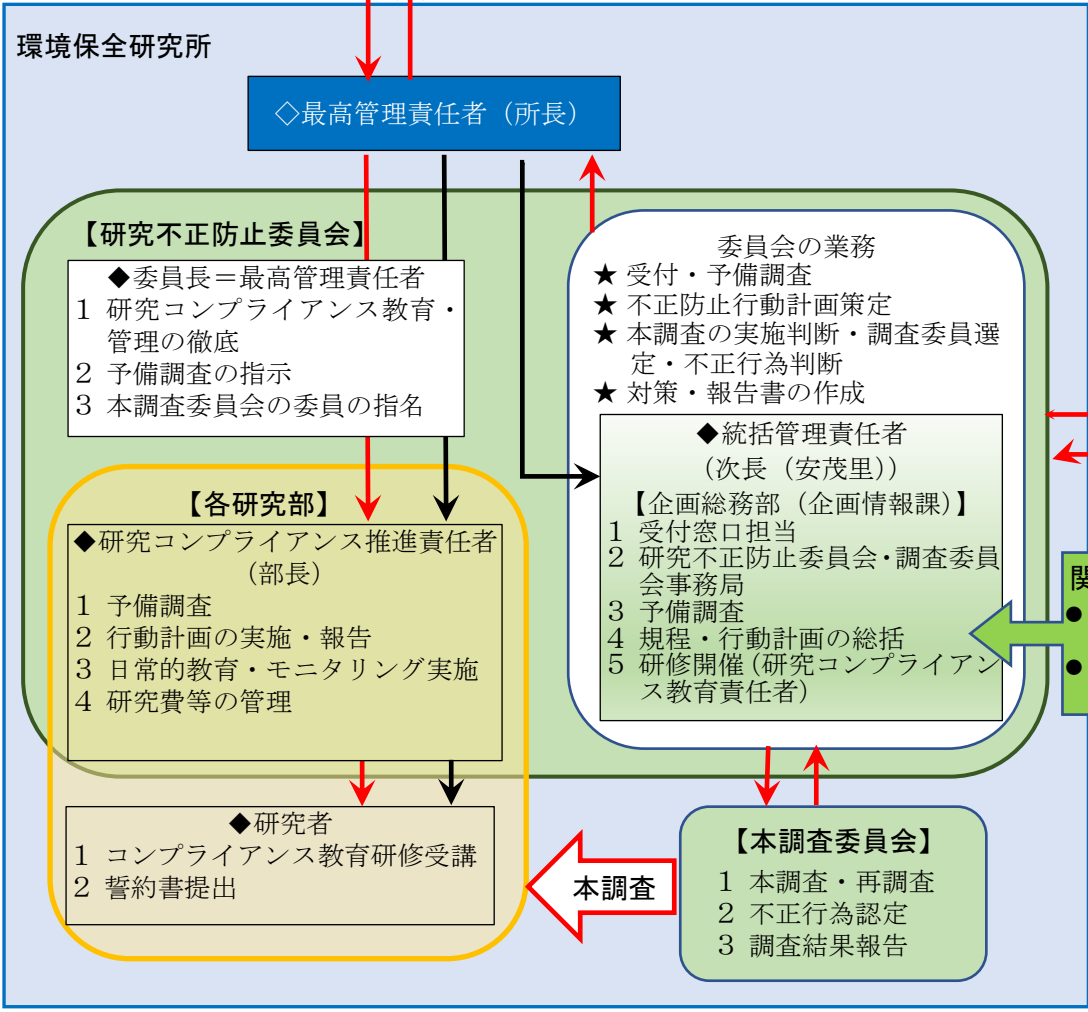 環境保全研究所
◇最高管理責任者（所長）
【研究不正防止委員会】
◆委員長＝最高管理責任者
1 研究コンプライアンス教育・
管理の徹底
2 予備調査の指示
3 本調査委員会の委員の指名
委員会の業務
★ 受付・予備調査
★ 不正防止行動計画策定
★ 本調査の実施判断・調査委員選
定・不正行為判断
★ 対策・報告書の作成
◆統括管理責任者
（次長（安茂里））
【企画総務部（企画情報課）】
1 受付窓口担当
2 研究不正防止委員会・調査委員
会事務局
3 予備調査
4 規程・行動計画の総括
5 研修開催（研究コンプライアン
ス教育責任者）
【各研究部】
◆研究コンプライアンス推進責任者
（部長）
1 予備調査
2 行動計画の実施・報告
3 日常的教育・モニタリング実施
4 研究費等の管理
◆研究者
1 コンプライアンス教育研修受講
2 誓約書提出
本調査
【本調査委員会】
1 本調査・再調査
2 不正行為認定
3 調査結果報告
●
●